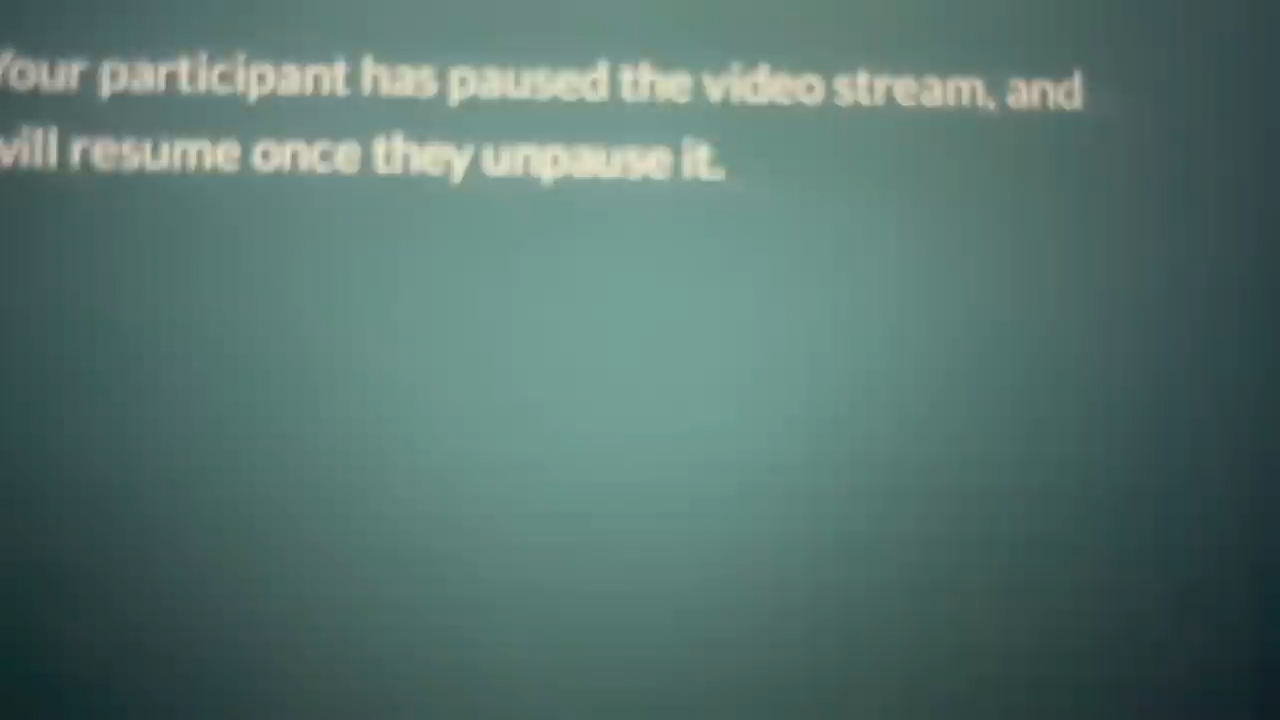 Your participant has paused the video stream, and
will resume once they unpause it.